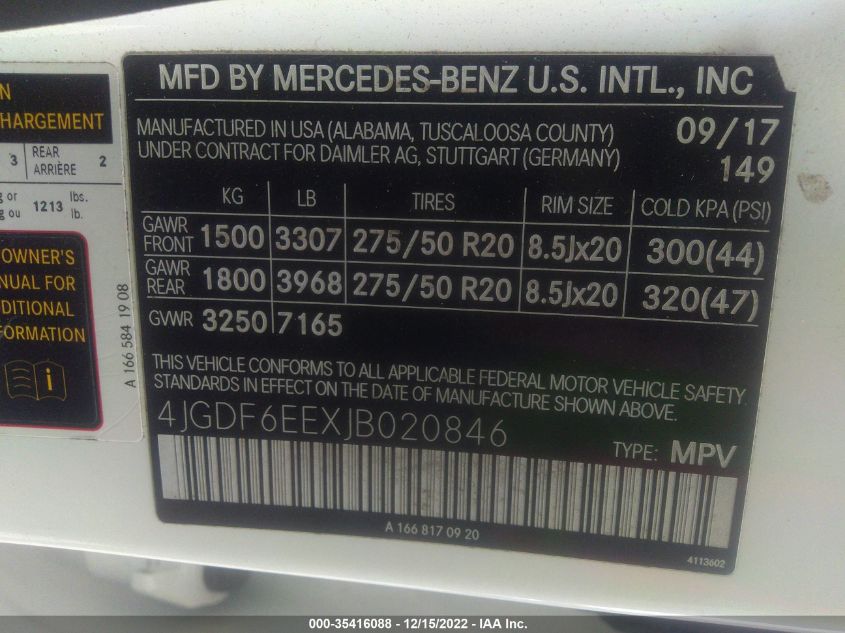 N
HARGEMENT
3 REAR ARRIÈRE 2
g or
g ou 1213 lbs. lb.
OWNER'S
ANUAL FOR
DITIONAL
FORMATION
A 166 584 19 08
MFD BY MERCEDES-BENZ U.S. INTL., INC
MANUFACTURED IN USA (ALABAMA, TUSCALOOSA COUNTY) 09/17
UNDER CONTRACT FOR DAIMLER AG, STUTTGART (GERMANY) 149
KG LB TIRES RIM SIZE COLD KPA (PSI)
GAWR FRONT 1500 3307 275/50 R20 8.5Jx20 300(44)
GAWR REAR 1800 3968 275/50 R20 8.5Jx20 320(47)
GVWR 3250 7165
THIS VEHICLE CONFORMS TO ALL APPLICABLE FEDERAL MOTOR VEHICLE SAFETY
STANDARDS IN EFFECT ON THE DATE OF MANUFACTURE SHOWN ABOVE.
4JGDF6EEXJB020846
TYPE: MPV
A 166 817 09 20
4113602
000-35416088 - 12/15/2022 - IAA Inc.